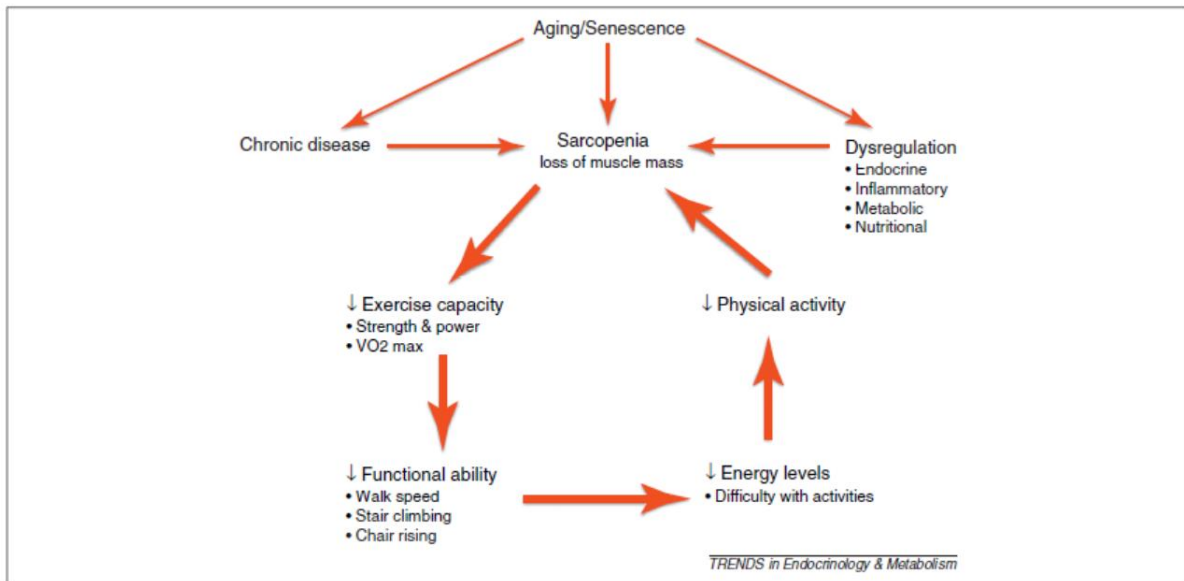 Aging/Senescence
Chronic disease
Sarcopenia
loss of muscle mass
Dysregulation
• Endocrine
• Inflammatory
• Metabolic
• Nutritional
↓ Exercise capacity
• Strength & power
• VO2 max
↓ Physical activity
↓ Functional ability
• Walk speed
• Stair climbing
• Chair rising
↓ Energy levels
• Difficulty with activities
TRENDS in Endocrinology & Metabolism